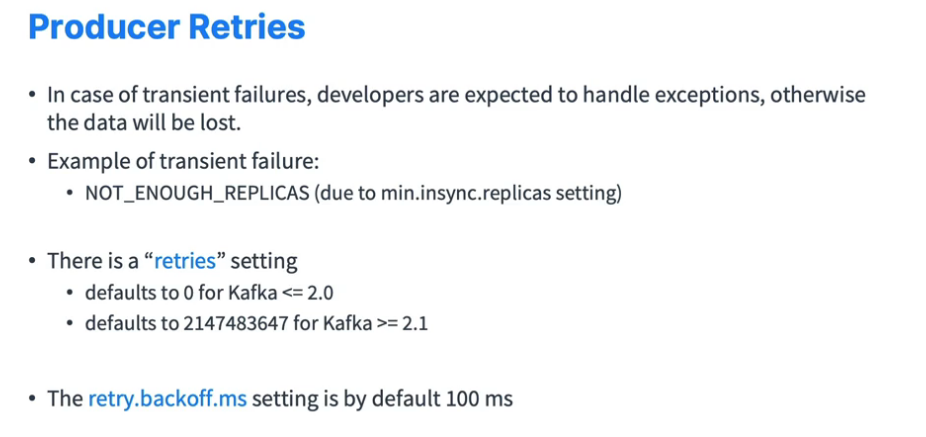 Producer Retries
• In case of transient failures, developers are expected to handle exceptions, otherwise
the data will be lost.
• Example of transient failure:
• NOT_ENOUGH_REPLICAS (due to min.insync.replicas setting)
• There is a “retries” setting
• defaults to 0 for Kafka <= 2.0
• defaults to 2147483647 for Kafka >= 2.1
• The retry.backoff.ms setting is by default 100 ms